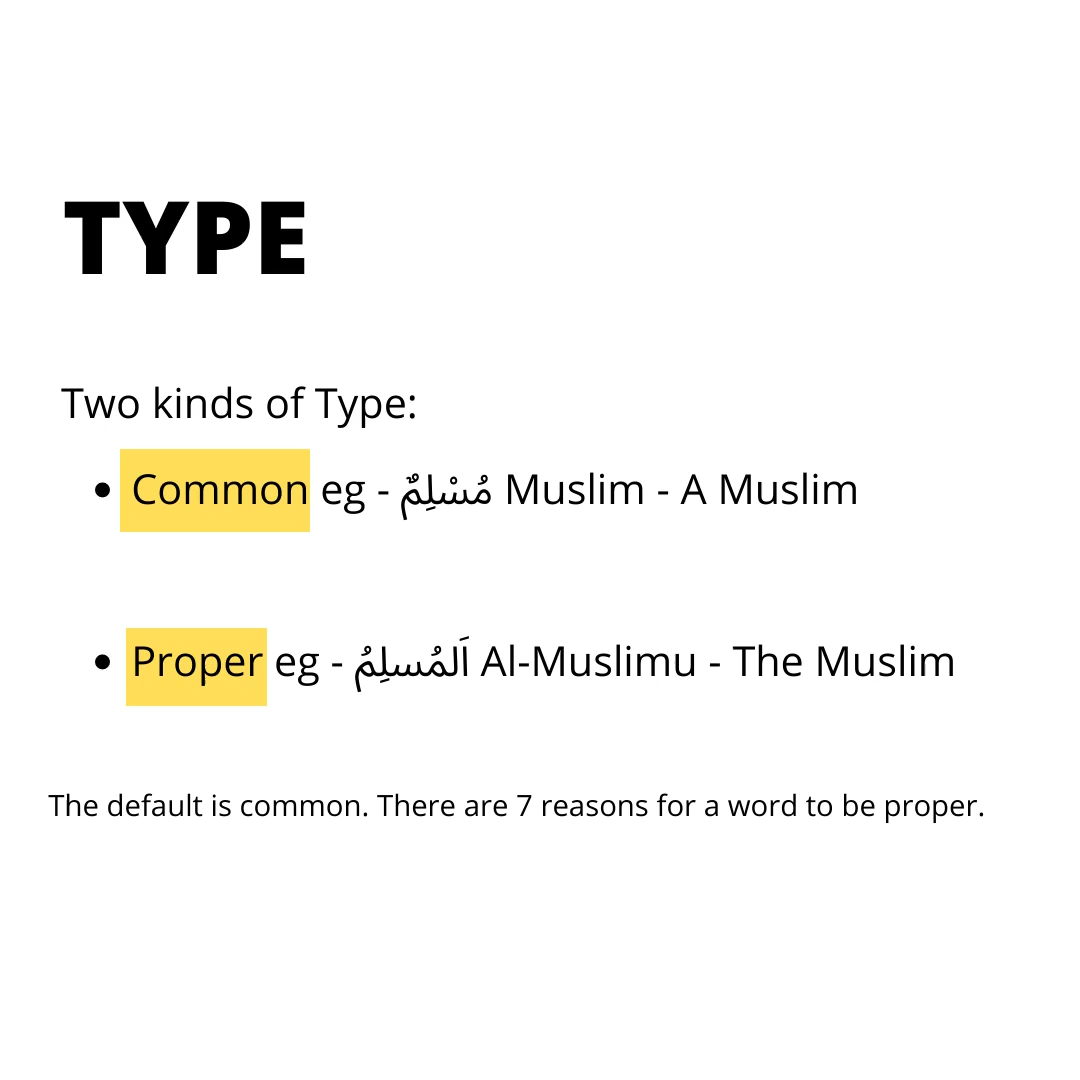 TYPE
Two kinds of Type:
• Common eg - مُسْلِمٌ Muslim - A Muslim
• Proper eg - اَلمُسلِمُ Al-Muslimu - The Muslim
The default is common. There are 7 reasons for a word to be proper.